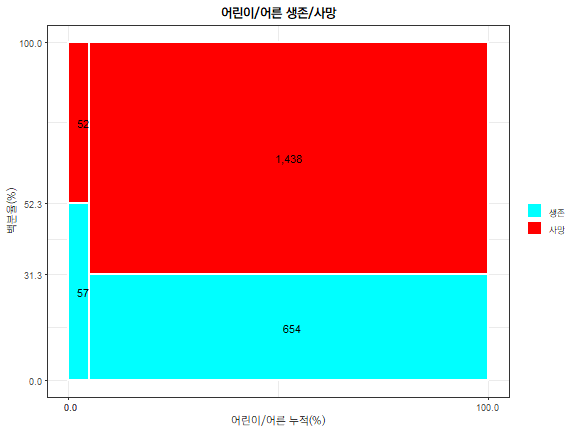 어린이/어른 생존/사망
100.0
52
1,438
백분율(%)
52.3
생존
사망
31.3
57
654
0.0
0.0
100.0
어린이/어른 누적(%)